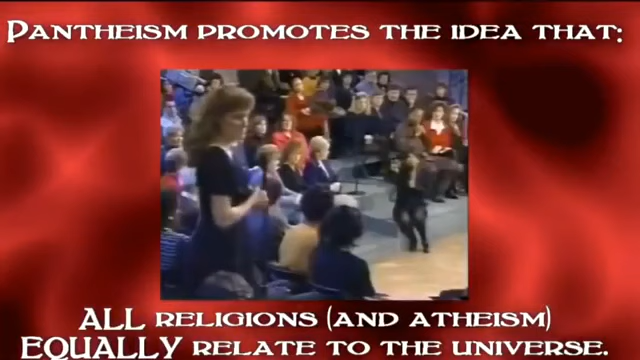 PANTHEISM PROMOTES THE IDEA THAT:
ALL RELIGIONS (AND ATHEISM)
EQUALLY RELATE TO THE UNIVERSE.